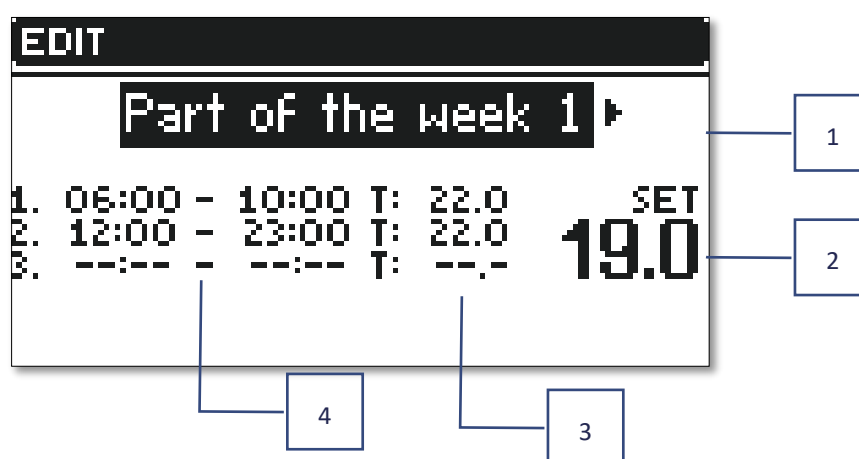 EDIT
Part of the week 1
1. 06:00 - 10:00 T: 22.0
2. 12:00 - 23:00 T: 22.0
3. --:-- - --:-- T: --.-
SET
19.0
1
2
3
4